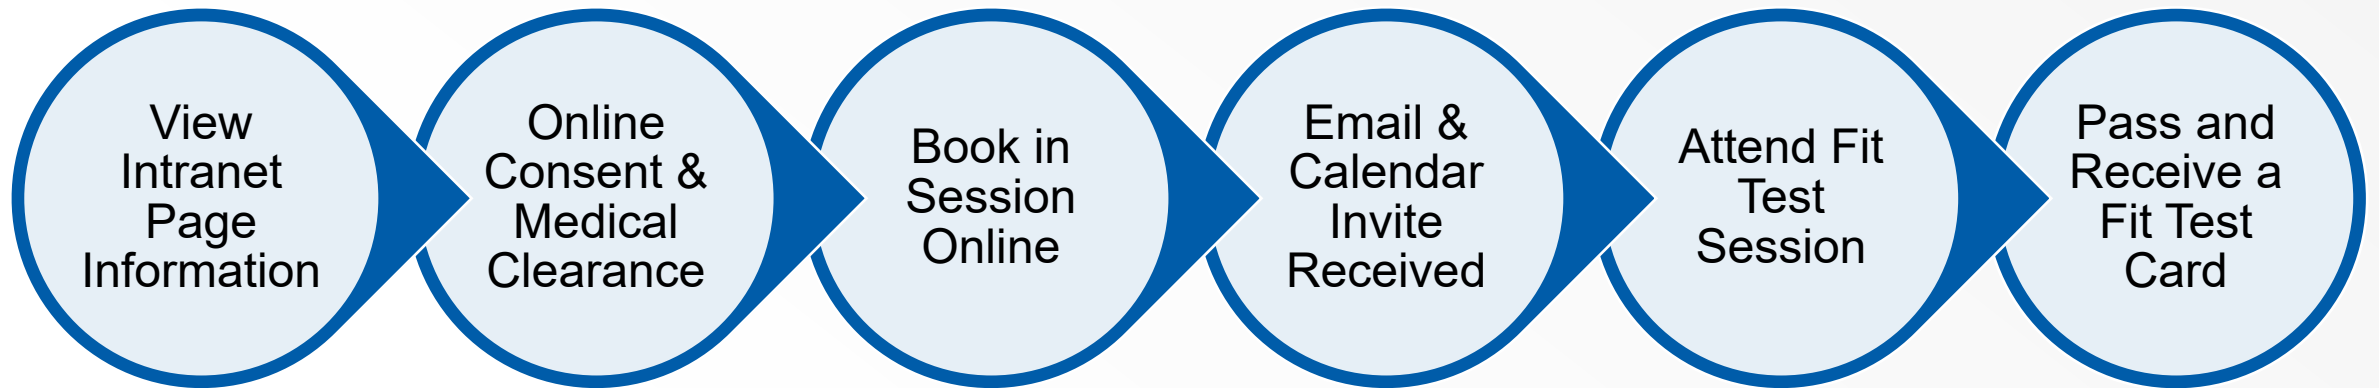 View
Intranet
Page
Information
Online
Consent &
Medical
Clearance
Book in
Session
Online
Email &
Calendar
Invite
Received
Attend Fit
Test
Session
Pass and
Receive a
Fit Test
Card